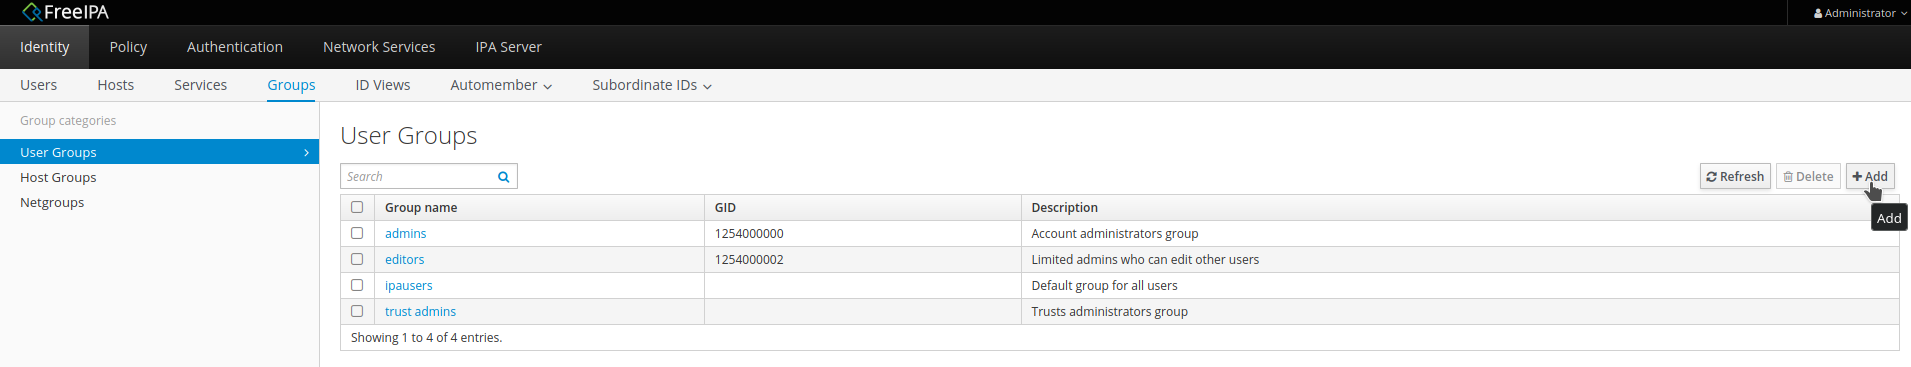 FreeIPA
Administrator
Identity Policy Authentication Network Services IPA Server
Users Hosts Services Groups ID Views Automember Subordinate IDs
Group categories
User Groups
Host Groups
Netgroups
User Groups
Search
Refresh Delete Add
Add
Group name GID Description
admins 1254000000 Account administrators group
editors 1254000002 Limited admins who can edit other users
ipausers Default group for all users
trust admins Trusts administrators group
Showing 1 to 4 of 4 entries.